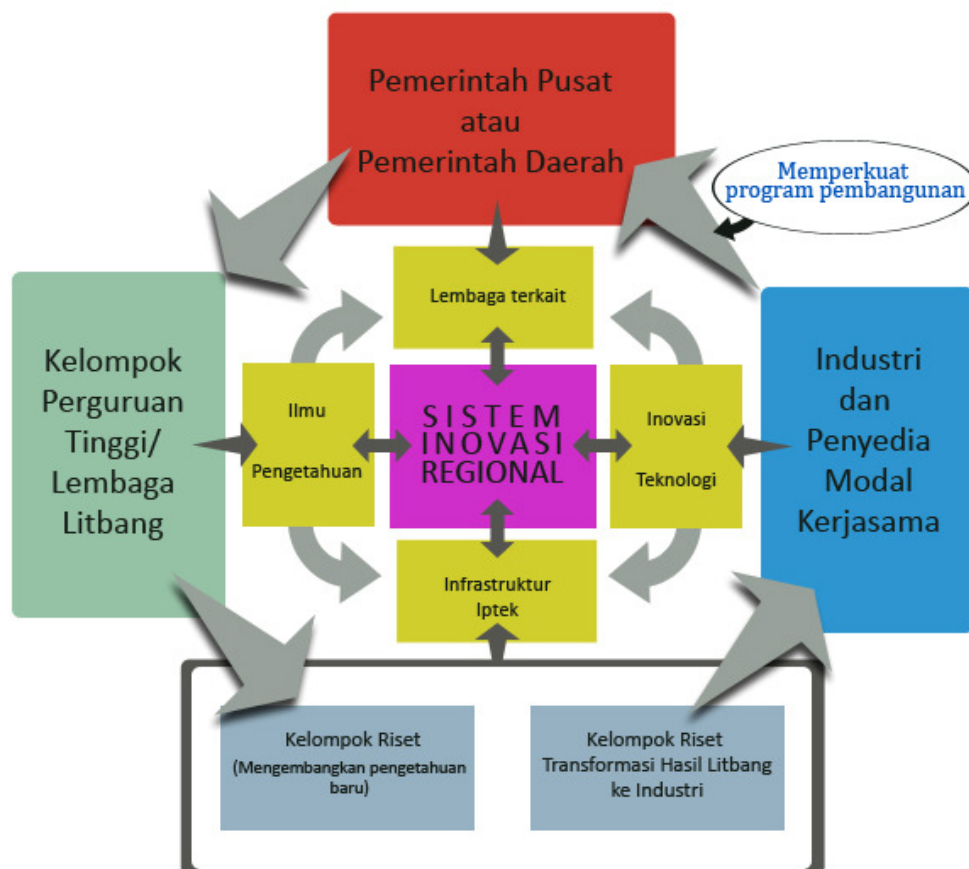 Pemerintah Pusat
atau
Pemerintah Daerah
Memperkuat
program pembangunan
Lembaga terkait
Kelompok
Perguruan
Tinggi/
Lembaga
Litbang
Ilmu
Pengetahuan
SISTEM
INOVASI
REGIONAL
Inovasi
Teknologi
Industri
dan
Penyedia
Modal
Kerjasama
Infrastruktur
Iptek
Kelompok Riset
(Mengembangkan pengetahuan
baru)
Kelompok Riset
Transformasi Hasil Litbang
ke Industri